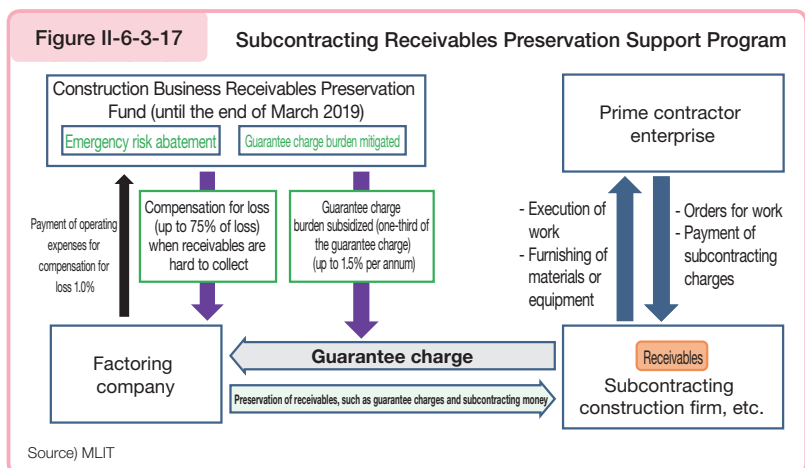 Figure II-6-3-17
Subcontracting Receivables Preservation Support Program
Construction Business Receivables Preservation
Fund (until the end of March 2019)
Emergency risk abatement
Guarantee charge burden mitigated
Prime contractor
enterprise
Payment of operating
expenses for
compensation for
loss 1.0%
Compensation for loss
(up to 75% of loss)
when receivables are
hard to collect
Guarantee charge
burden subsidized (one-third of
the guarantee charge)
(up to 1.5% per annum)
- Execution of
work
- Furnishing of
materials or
equipment
- Orders for work
- Payment of
subcontracting
charges
Factoring
company
Guarantee charge
Preservation of receivables, such as guarantee charges and subcontracting money
Receivables
Subcontracting
construction firm, etc.
Source) MLIT